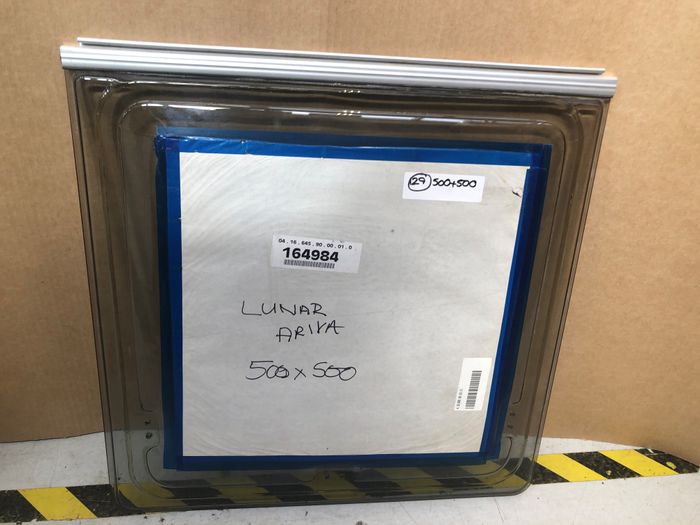 29 500+500
04 . 16 . 645 . 90 . 00 . 01 . 0
164984
LUNAR
ARIVA
500 x 500